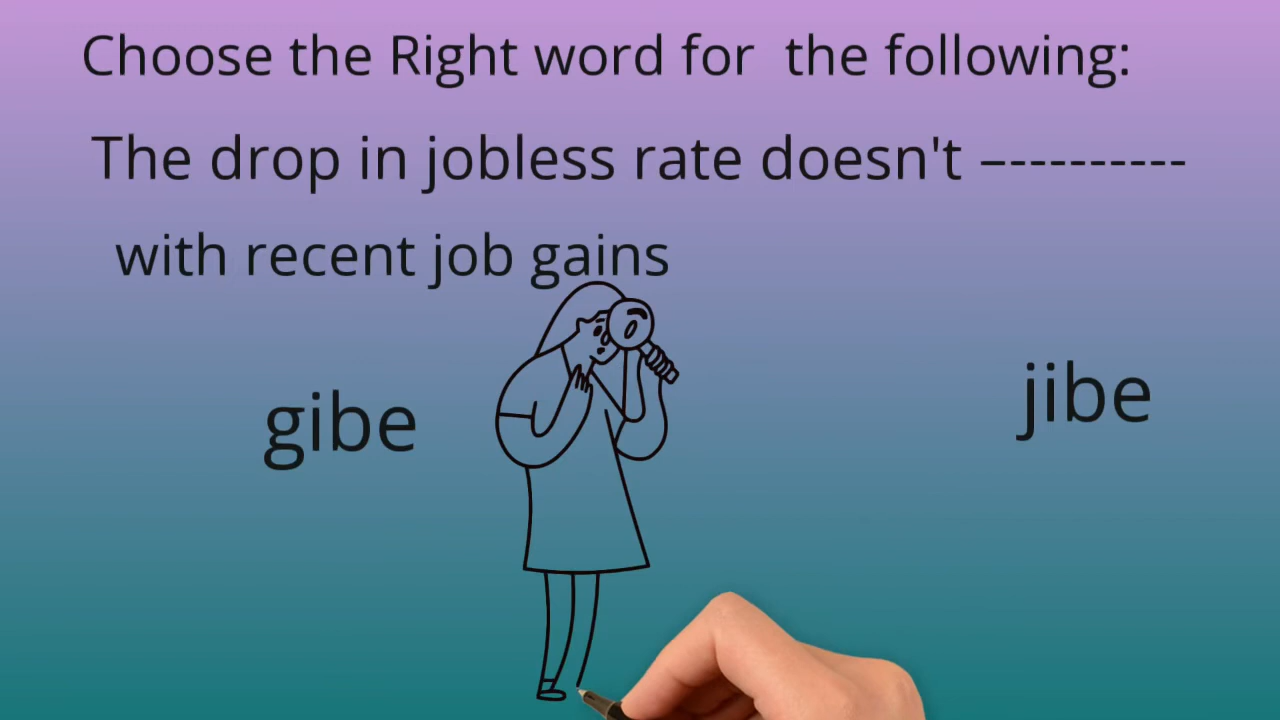 Choose the Right word for the following:
The drop in jobless rate doesn't –----------
with recent job gains
gibe
jibe